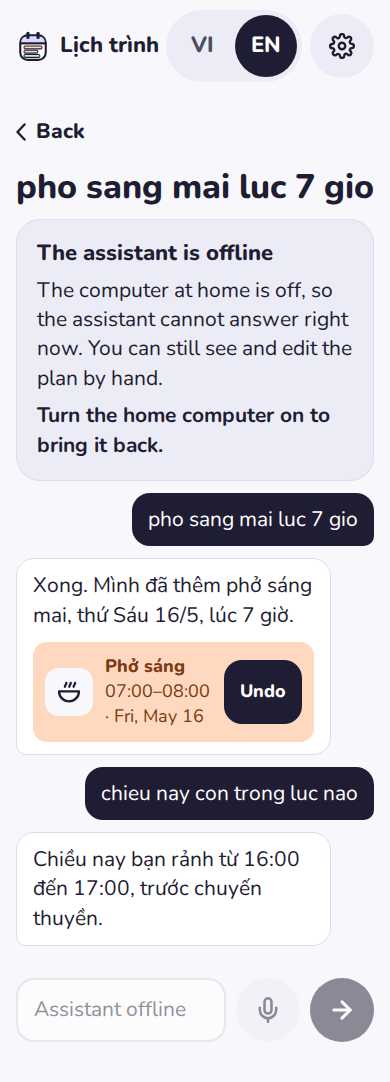 Lịch trình
VI
EN
Back
pho sang mai luc 7 gio
The assistant is offline
The computer at home is off, so
the assistant cannot answer right
now. You can still see and edit the
plan by hand.
Turn the home computer on to
bring it back.
pho sang mai luc 7 gio
Xong. Mình đã thêm phở sáng
mai, thứ Sáu 16/5, lúc 7 giờ.
Phở sáng
07:00–08:00
· Fri, May 16
Undo
chieu nay con trong luc nao
Chiều nay bạn rảnh từ 16:00
đến 17:00, trước chuyến
thuyền.
Assistant offline